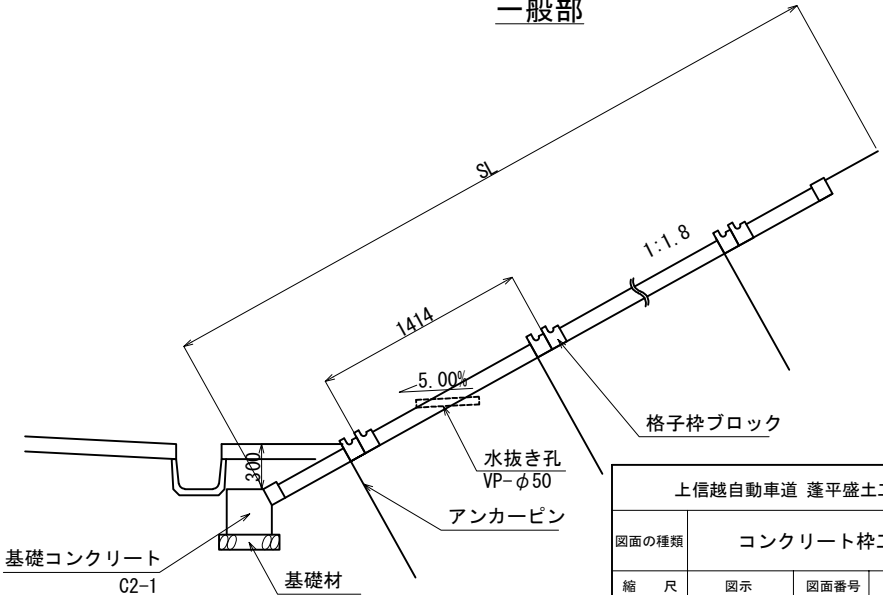 一般部
SL
1:1.8
1414
5.00%
格子枠ブロック
300
水抜き孔
VP-φ50
アンカーピン
基礎コンクリート
C2-1
基礎材
上信越自動車道 蓬平盛土工
図面の種類 コンクリート枠工
縮 尺 図示 図面番号